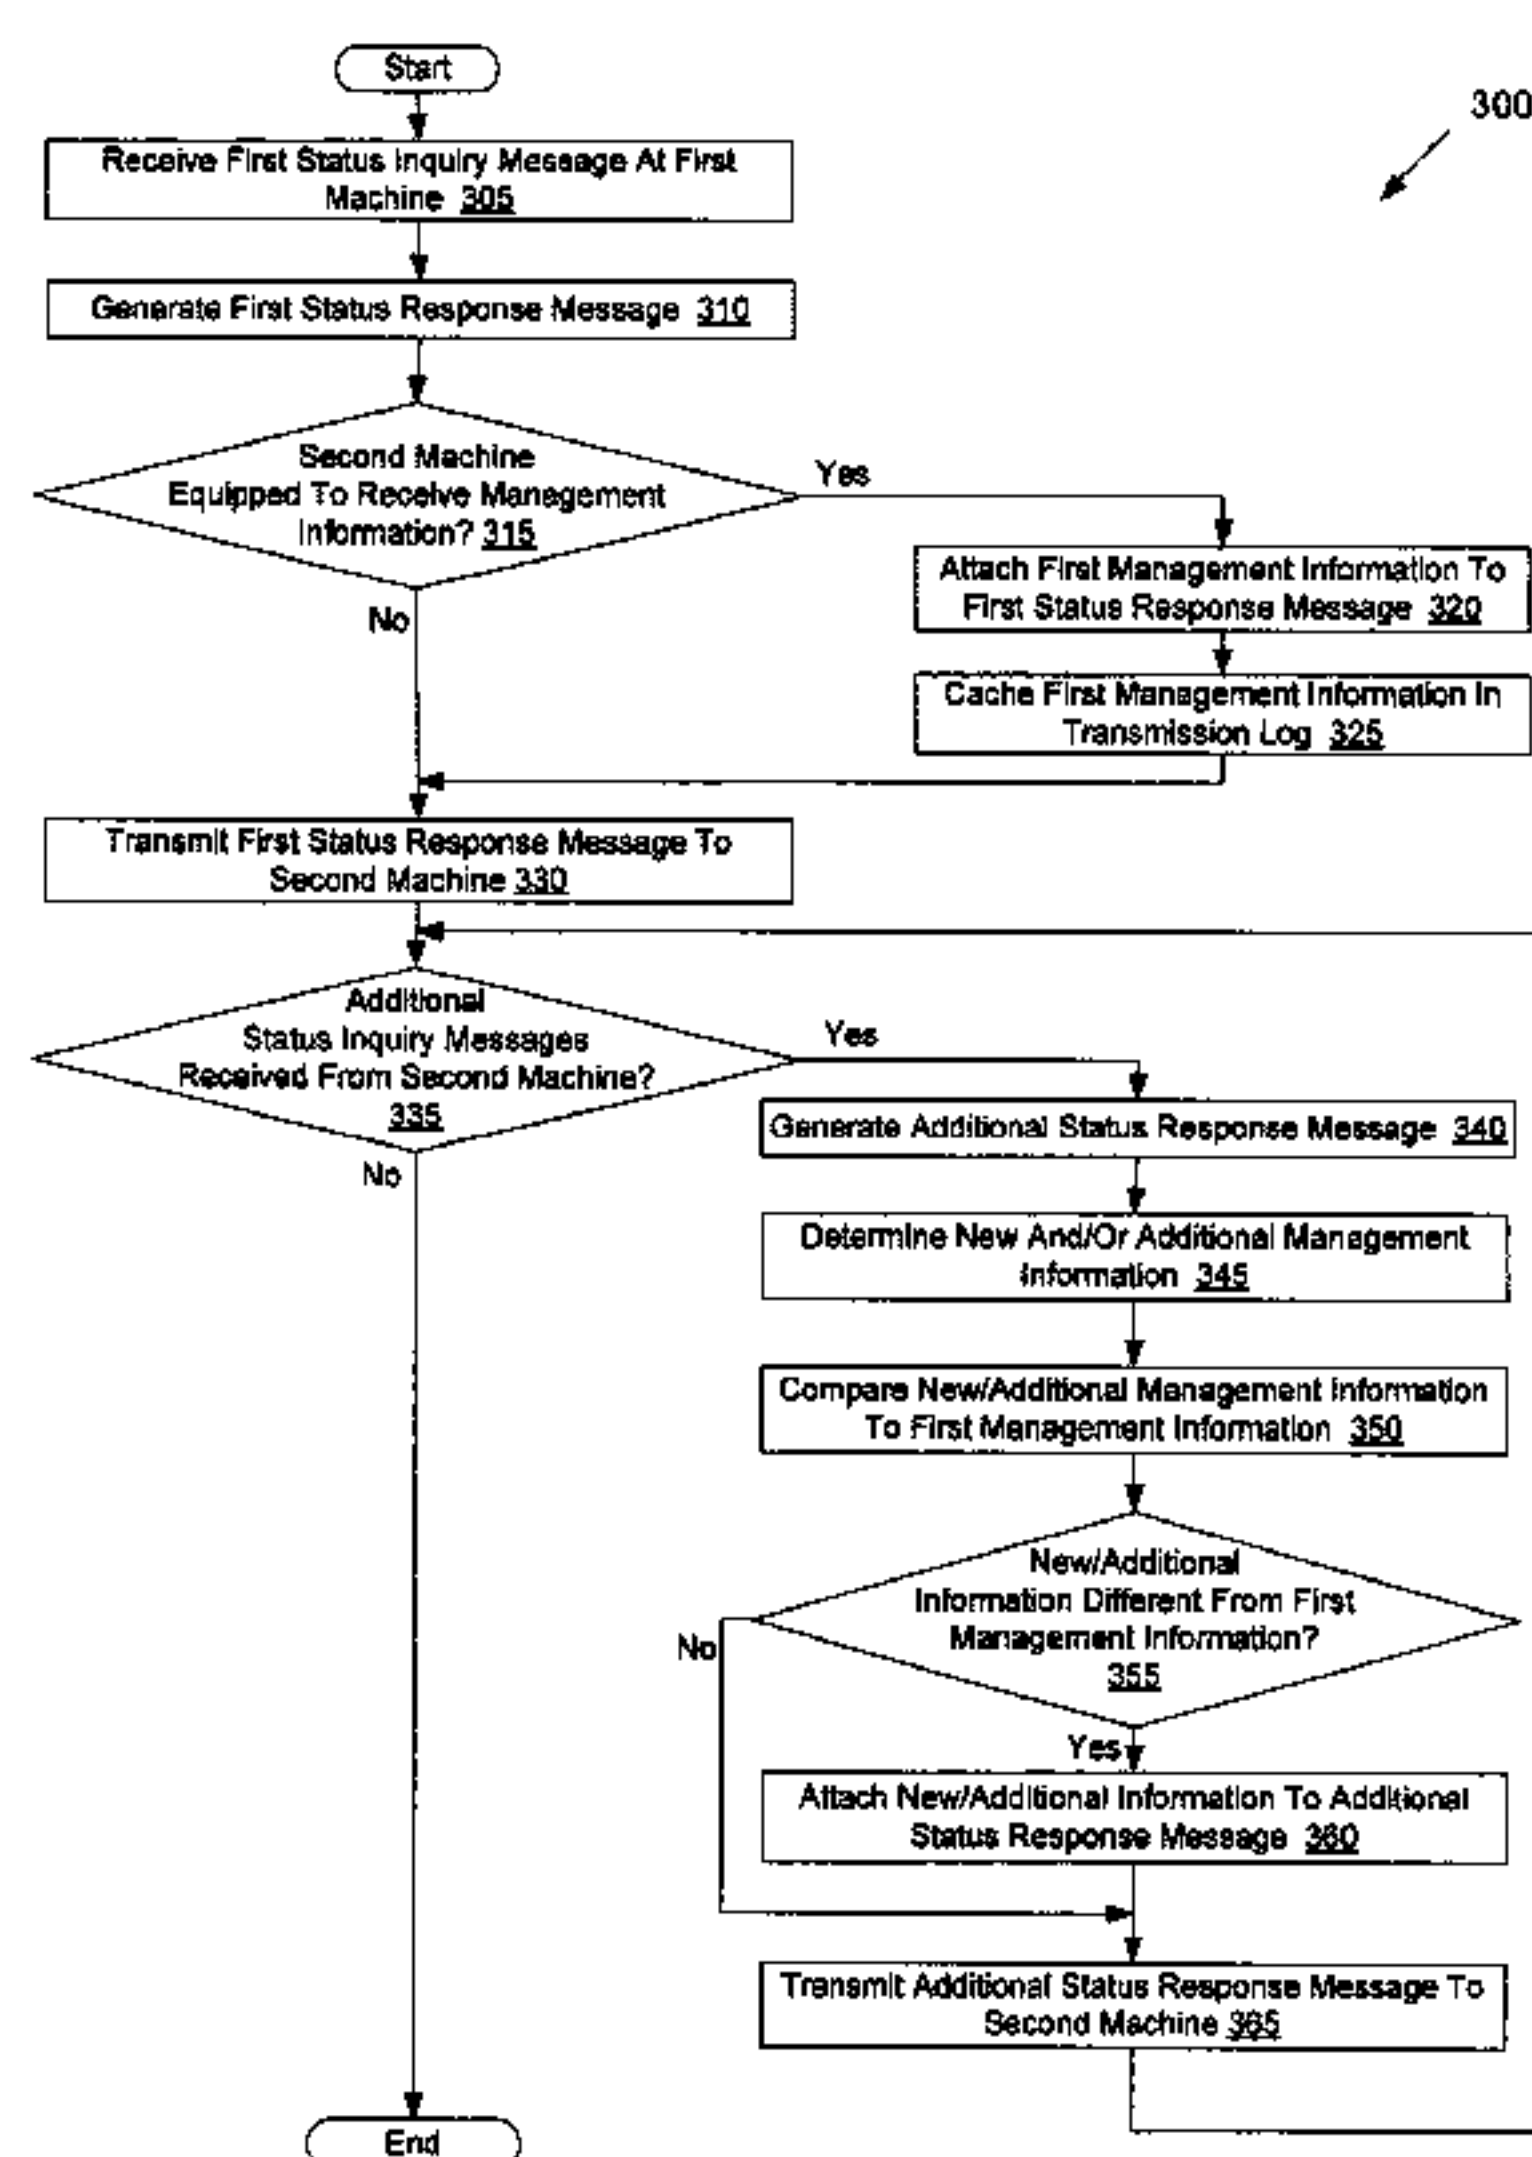 Start
300
Receive First Status Inquiry Message At First
Machine 305
Generate First Status Response Message 310
Second Machine
Equipped To Receive Management
Information? 315
Yes
No
Attach First Management Information To
First Status Response Message 320
Cache First Management Information In
Transmission Log 325
Transmit First Status Response Message To
Second Machine 330
Additional
Status Inquiry Messages
Received From Second Machine?
335
Yes
No
Generate Additional Status Response Message 340
Determine New And/Or Additional Management
Information 345
Compare New/Additional Management Information
To First Management Information 350
New/Additional
Information Different From First
Management Information?
355
No
Yes
Attach New/Additional Information To Additional
Status Response Message 360
Transmit Additional Status Response Message To
Second Machine 365
End